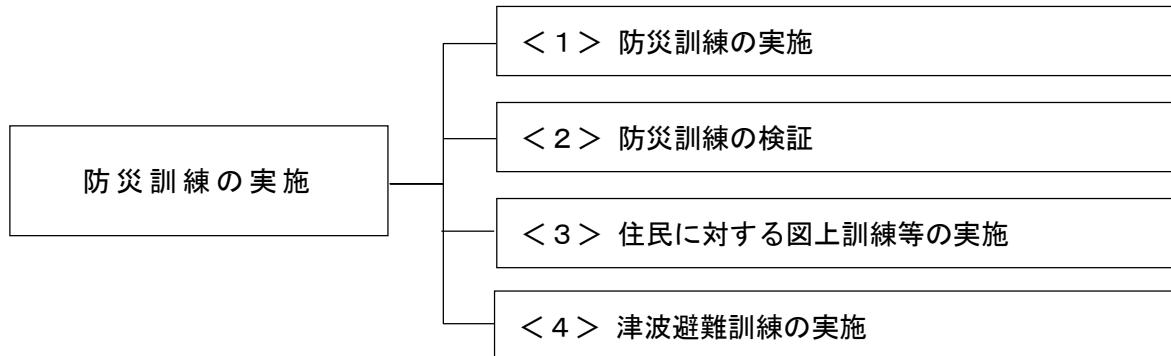 防災訓練の実施
＜１＞ 防災訓練の実施
＜２＞ 防災訓練の検証
＜３＞ 住民に対する図上訓練等の実施
＜４＞ 津波避難訓練の実施